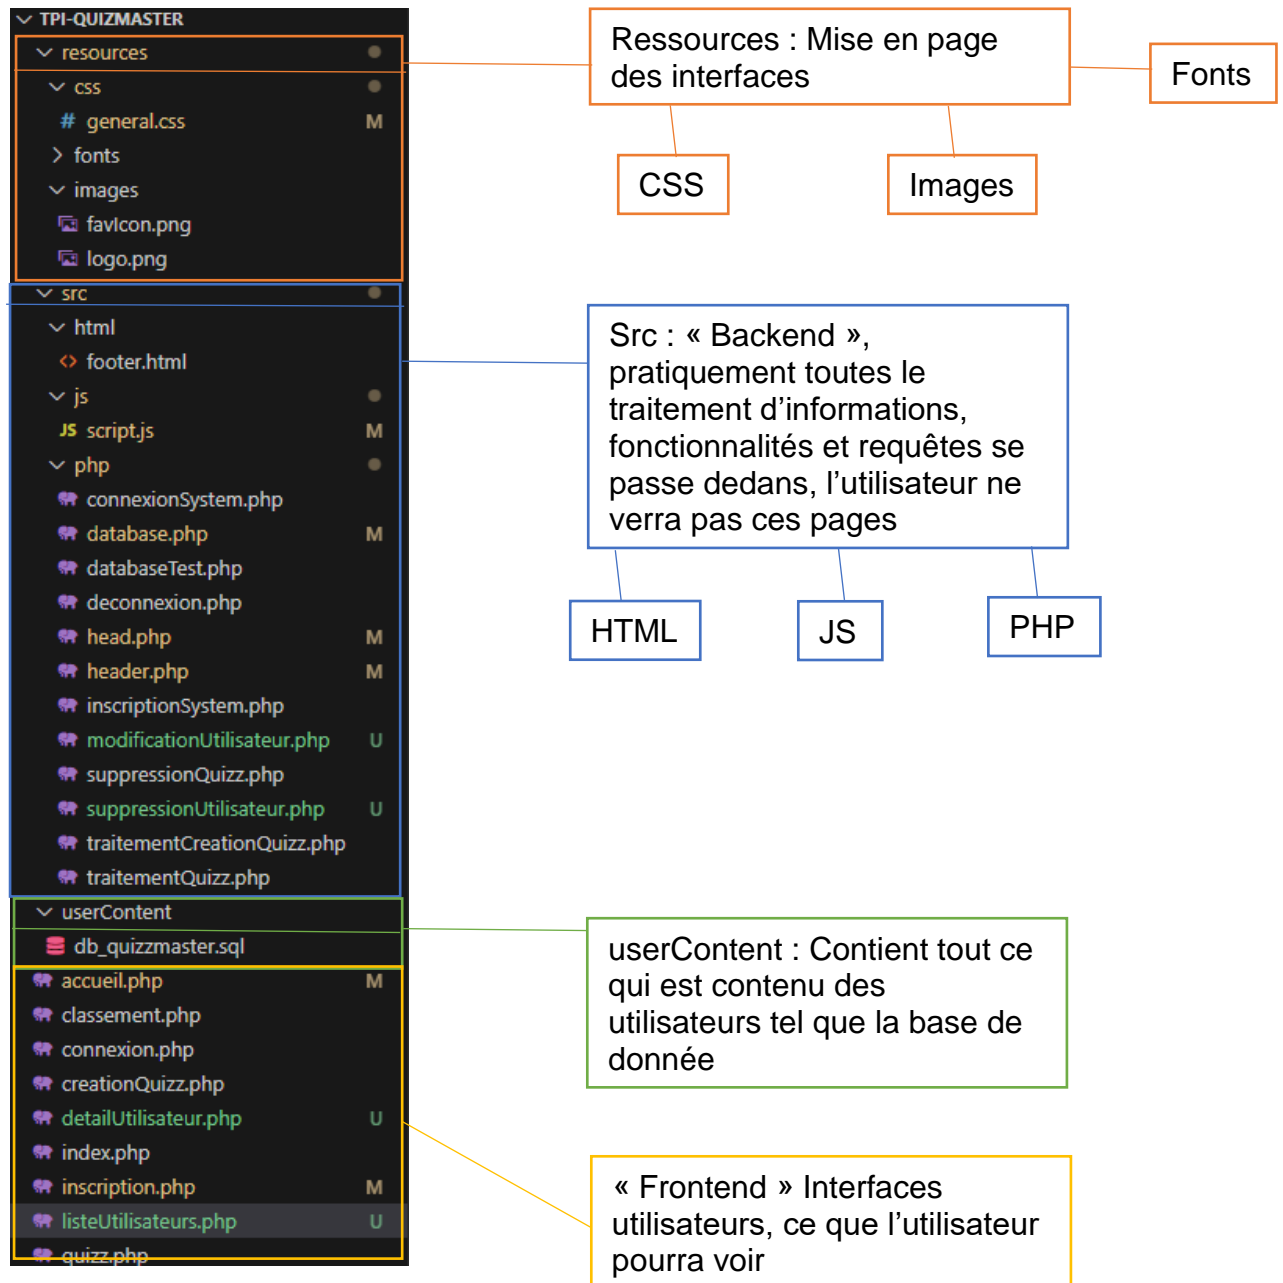 TPI-QUIZMASTER
resources
css
# general.css M
fonts
images
favIcon.png
logo.png
src
html
<> footer.html
js
JS script.js M
php
connexionSystem.php
database.php M
databaseTest.php
deconnexion.php
head.php M
header.php M
inscriptionSystem.php
modificationUtilisateur.php U
suppressionQuizz.php
suppressionUtilisateur.php U
traitementCreationQuizz.php
traitementQuizz.php
userContent
db_quizzmaster.sql
accueil.php M
classement.php
connexion.php
creationQuizz.php
detailUtilisateur.php U
index.php
inscription.php M
listeUtilisateurs.php U
quizz.php
Ressources : Mise en page
des interfaces
Fonts
CSS
Images
Src : « Backend »,
pratiquement toutes le
traitement d’informations,
fonctionnalités et requêtes se
passe dedans, l’utilisateur ne
verra pas ces pages
HTML
JS
PHP
userContent : Contient tout ce
qui est contenu des
utilisateurs tel que la base de
donnée
« Frontend » Interfaces
utilisateurs, ce que l’utilisateur
pourra voir